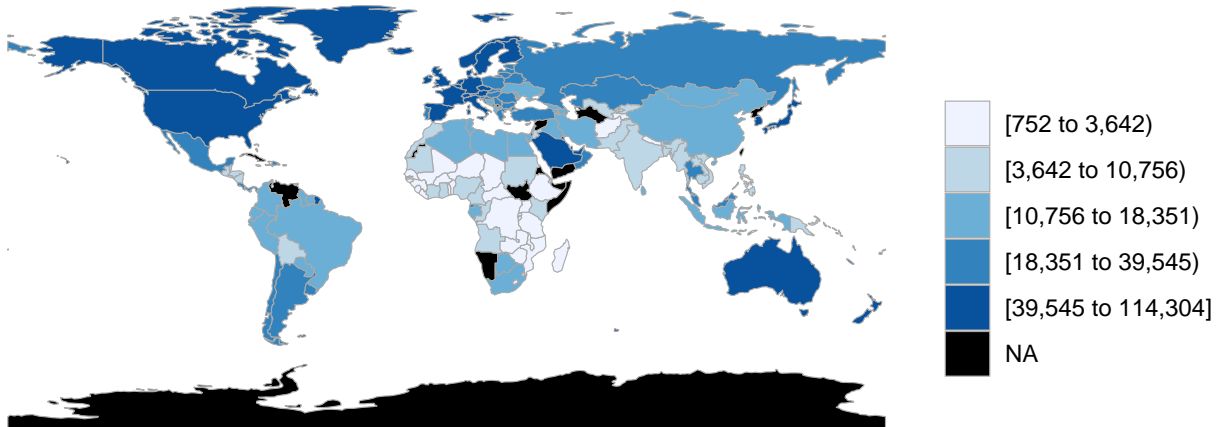 [752 to 3,642)
[3,642 to 10,756)
[10,756 to 18,351)
[18,351 to 39,545)
[39,545 to 114,304]
NA